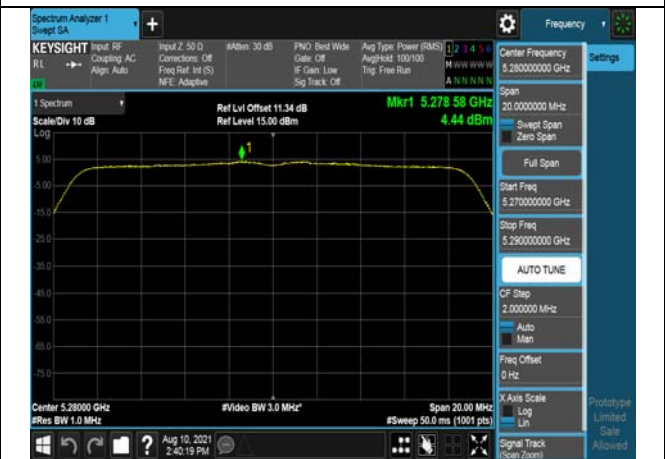 Spectrum Analyzer 1
Swept SA
+
Frequency
KEYSIGHT
RL
Input: RF
Coupling: AC
Align: Auto
Input Z: 50 Ω
Corrections: Off
Freq Ref: Int (S)
NFE: Adaptive
#Atten: 30 dB
PNO: Best Wide
Gate: Off
IF Gain: Low
Sig Track: Off
Avg Type: Power (RMS)
Avg|Hold: 100/100
Trig: Free Run
1 2 3 4 5 6
M W W W W W
A N N N N N
1 Spectrum
Scale/Div 10 dB
Log
Ref Lvl Offset 11.34 dB
Ref Level 15.00 dBm
Mkr1 5.278 58 GHz
4.44 dBm
1
5.00
-5.00
-15.0
-25.0
-35.0
-45.0
-55.0
-65.0
-75.0
Center 5.28000 GHz
#Res BW 1.0 MHz
#Video BW 3.0 MHz*
Span 20.00 MHz
#Sweep 50.0 ms (1001 pts)
Aug 10, 2021
2:40:19 PM
?
Center Frequency
5.280000000 GHz
Settings
Span
20.0000000 MHz
Swept Span
Zero Span
Full Span
Start Freq
5.270000000 GHz
Stop Freq
5.290000000 GHz
AUTO TUNE
CF Step
2.000000 MHz
Auto
Man
Freq Offset
0 Hz
X Axis Scale
Log
Lin
Signal Track
(Span Zoom)
Prototype
Limited
Sale
Allowed